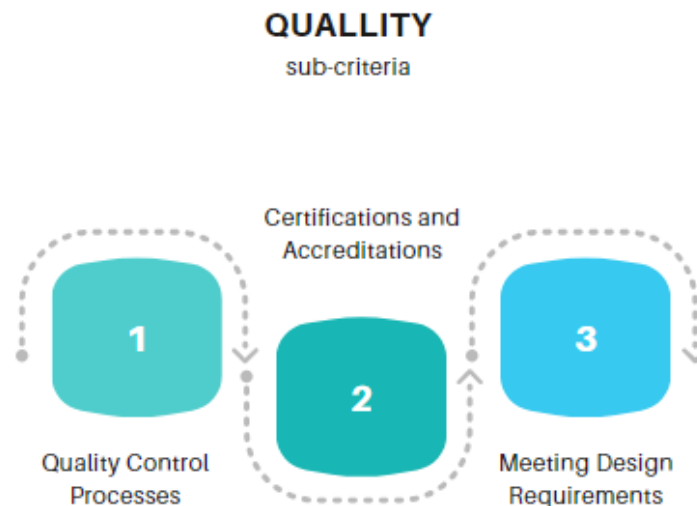 QUALLITY
sub-criteria
1
Quality Control
Processes
Certifications and
Accreditations
2
3
Meeting Design
Requirements